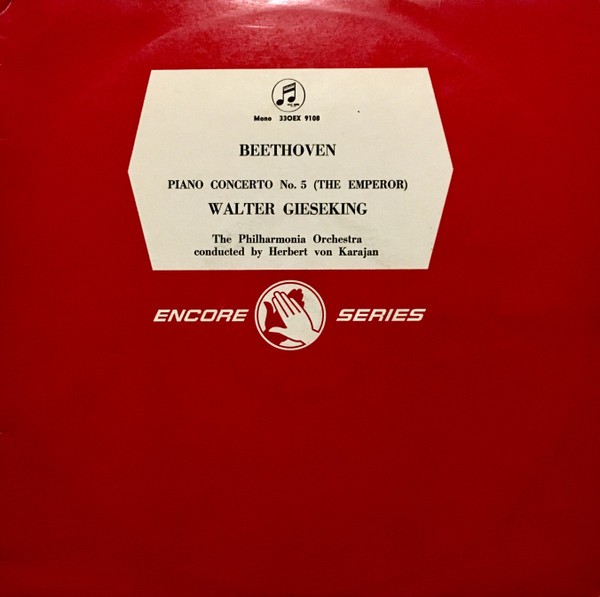 Mono 33OEX 9108
BEETHOVEN
PIANO CONCERTO No. 5 (THE EMPEROR)
WALTER GIESEKING
The Philharmonia Orchestra
conducted by Herbert von Karajan
ENCORE SERIES